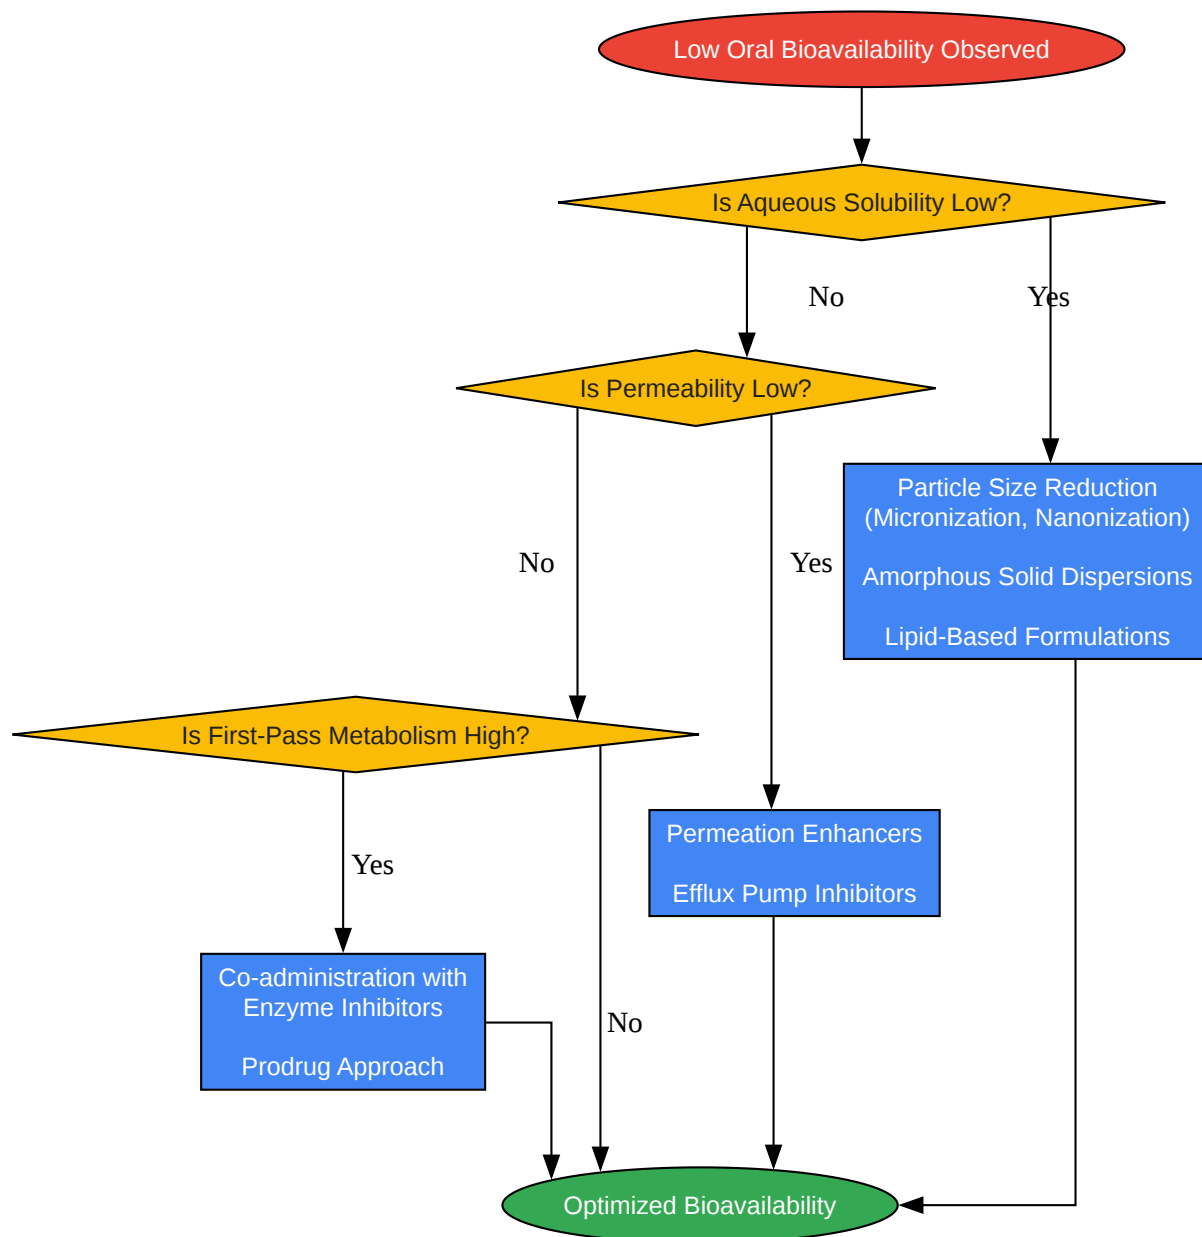 Low Oral Bioavailability Observed
Is Aqueous Solubility Low?
No
Yes
Is Permeability Low?
Particle Size Reduction
(Micronization, Nanonization)
Amorphous Solid Dispersions
Lipid-Based Formulations
No
Yes
Is First-Pass Metabolism High?
Permeation Enhancers
Efflux Pump Inhibitors
Yes
Co-administration with
Enzyme Inhibitors
Prodrug Approach
No
Optimized Bioavailability